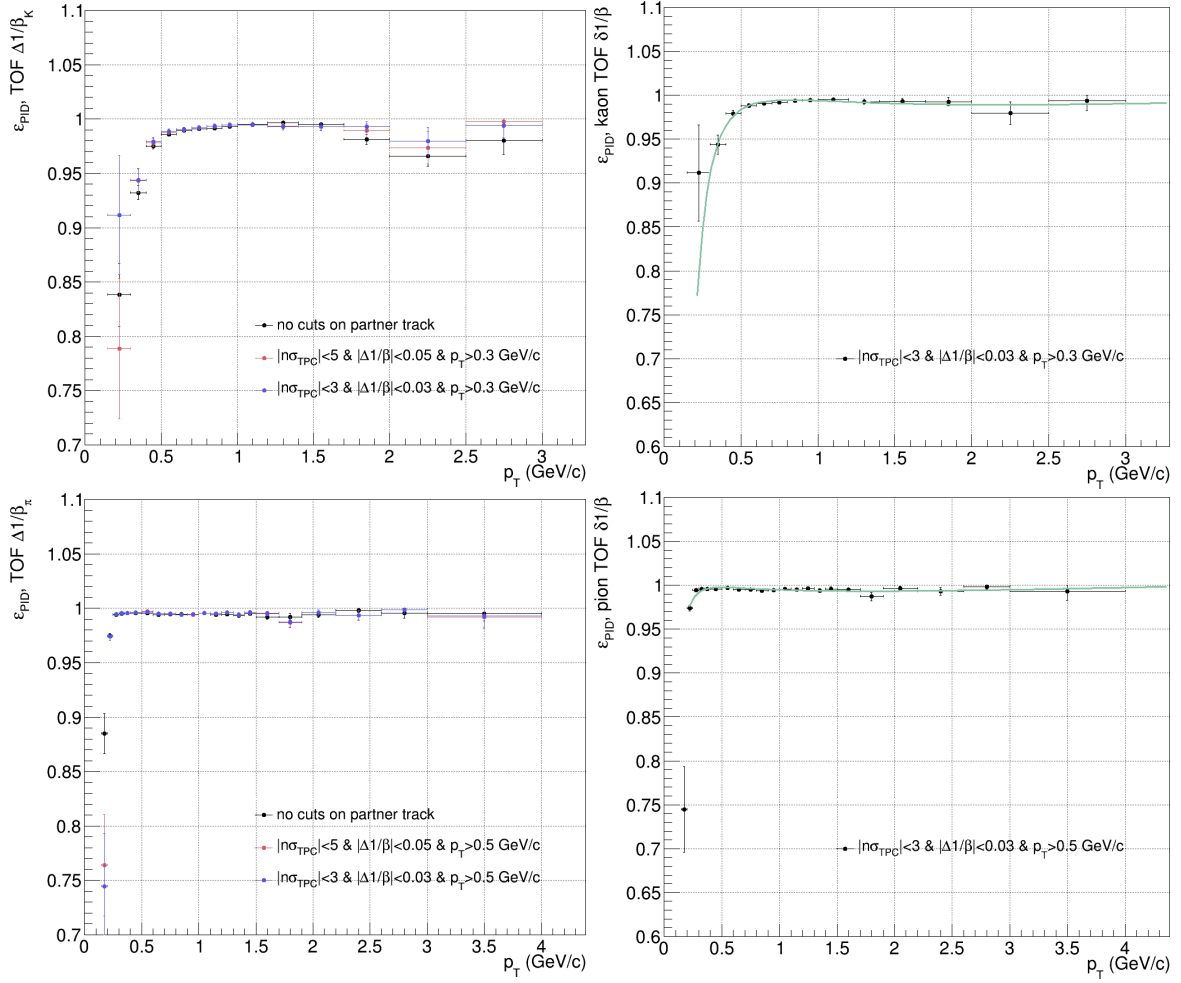 ε_PID, TOF Δ1/β_K
1.1
1.05
1
0.95
0.9
0.85
0.8
0.75
0.7
no cuts on partner track
|nσ_TPC|<5 & |Δ1/β|<0.05 & p_T>0.3 GeV/c
|nσ_TPC|<3 & |Δ1/β|<0.03 & p_T>0.3 GeV/c
0 0.5 1 1.5 2 2.5 3
p_T (GeV/c)
ε_PID, kaon TOF δ1/β
1.1
1.05
1
0.95
0.9
0.85
0.8
0.75
0.7
0.65
0.6
|nσ_TPC|<3 & |Δ1/β|<0.03 & p_T>0.3 GeV/c
0 0.5 1 1.5 2 2.5 3
p_T (GeV/c)
ε_PID, TOF Δ1/β_π
1.1
1.05
1
0.95
0.9
0.85
0.8
0.75
0.7
no cuts on partner track
|nσ_TPC|<5 & |Δ1/β|<0.05 & p_T>0.5 GeV/c
|nσ_TPC|<3 & |Δ1/β|<0.03 & p_T>0.5 GeV/c
0 0.5 1 1.5 2 2.5 3 3.5 4
p_T (GeV/c)
ε_PID, pion TOF δ1/β
1.1
1.05
1
0.95
0.9
0.85
0.8
0.75
0.7
0.65
0.6
|nσ_TPC|<3 & |Δ1/β|<0.03 & p_T>0.5 GeV/c
0 0.5 1 1.5 2 2.5 3 3.5 4
p_T (GeV/c)